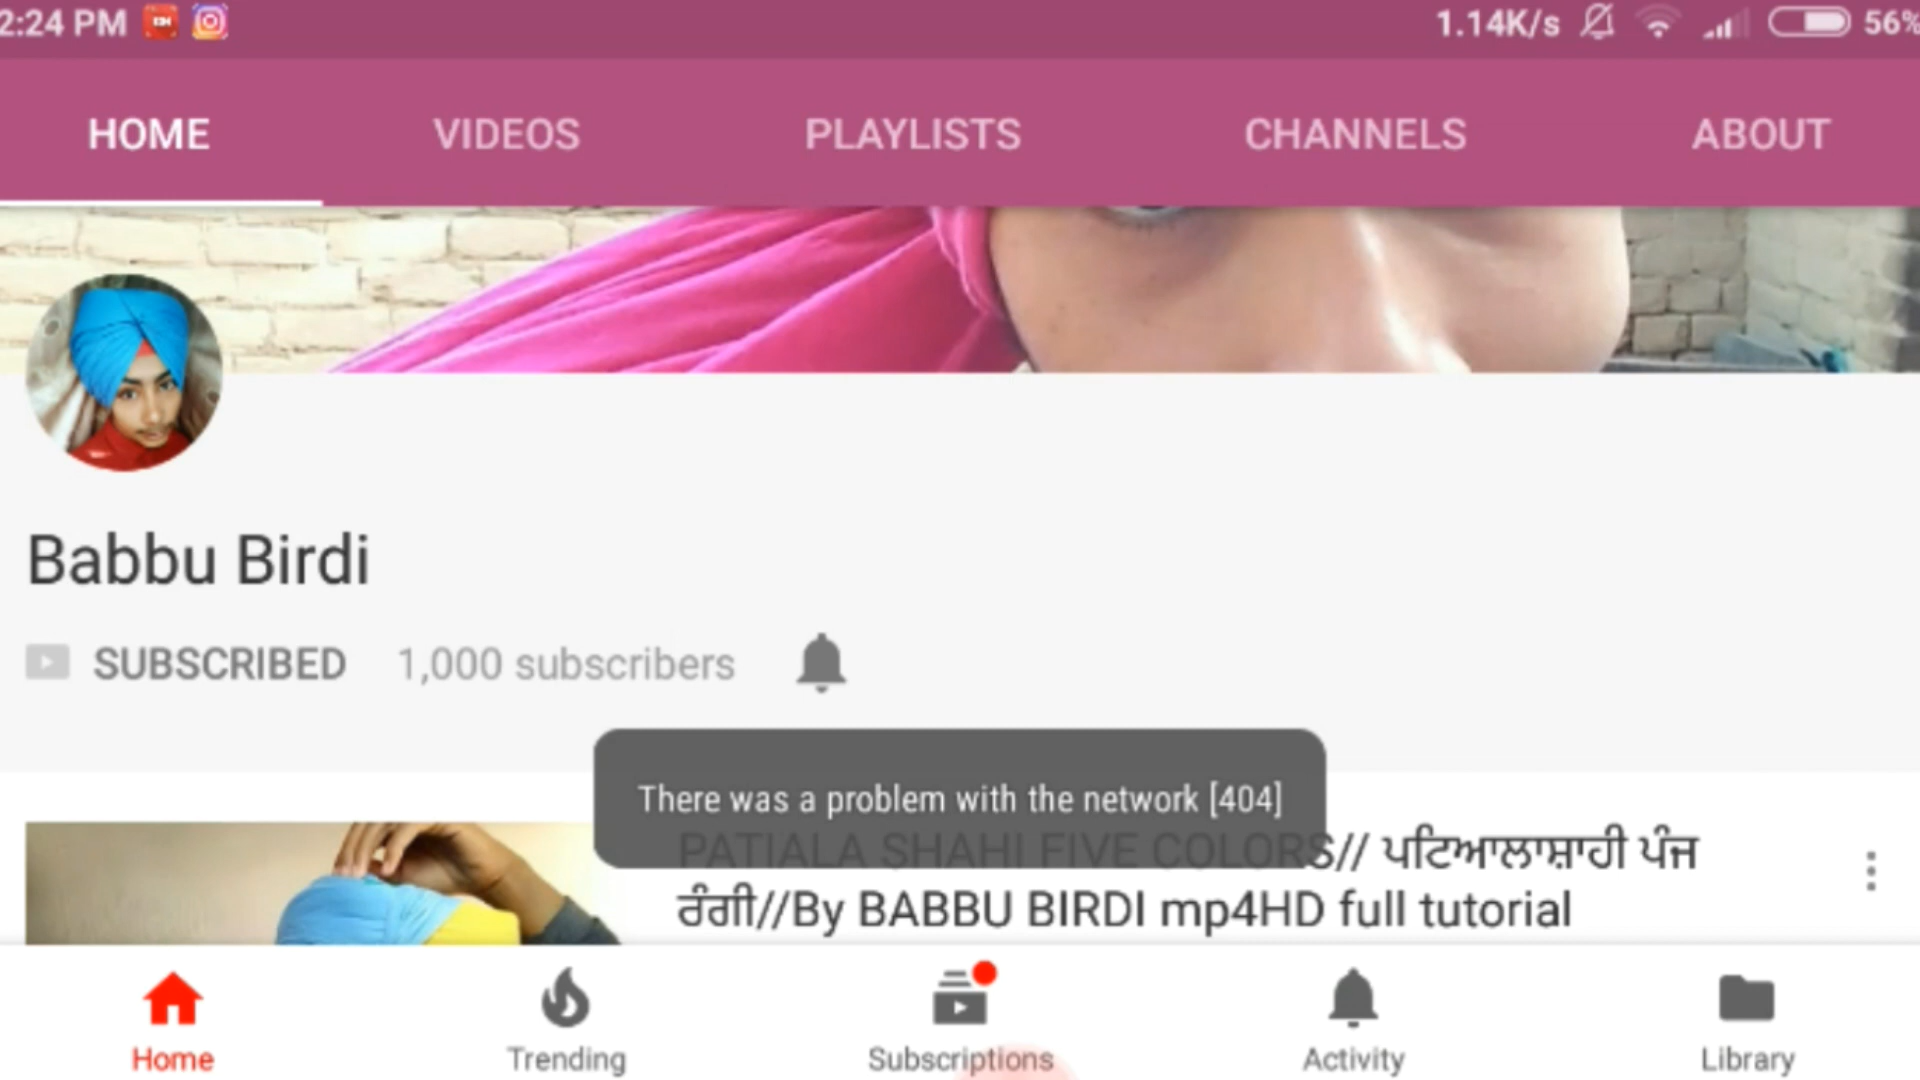 2:24 PM
1.14K/s 56%
HOME VIDEOS PLAYLISTS CHANNELS ABOUT
Babbu Birdi
SUBSCRIBED 1,000 subscribers
There was a problem with the network [404]
PATIALA SHAHI FIVE COLORS// ਪਟਿਆਲਾਸ਼ਾਹੀ ਪੰਜ
ਰੰਗੀ//By BABBU BIRDI mp4HD full tutorial
Home Trending Subscriptions Activity Library